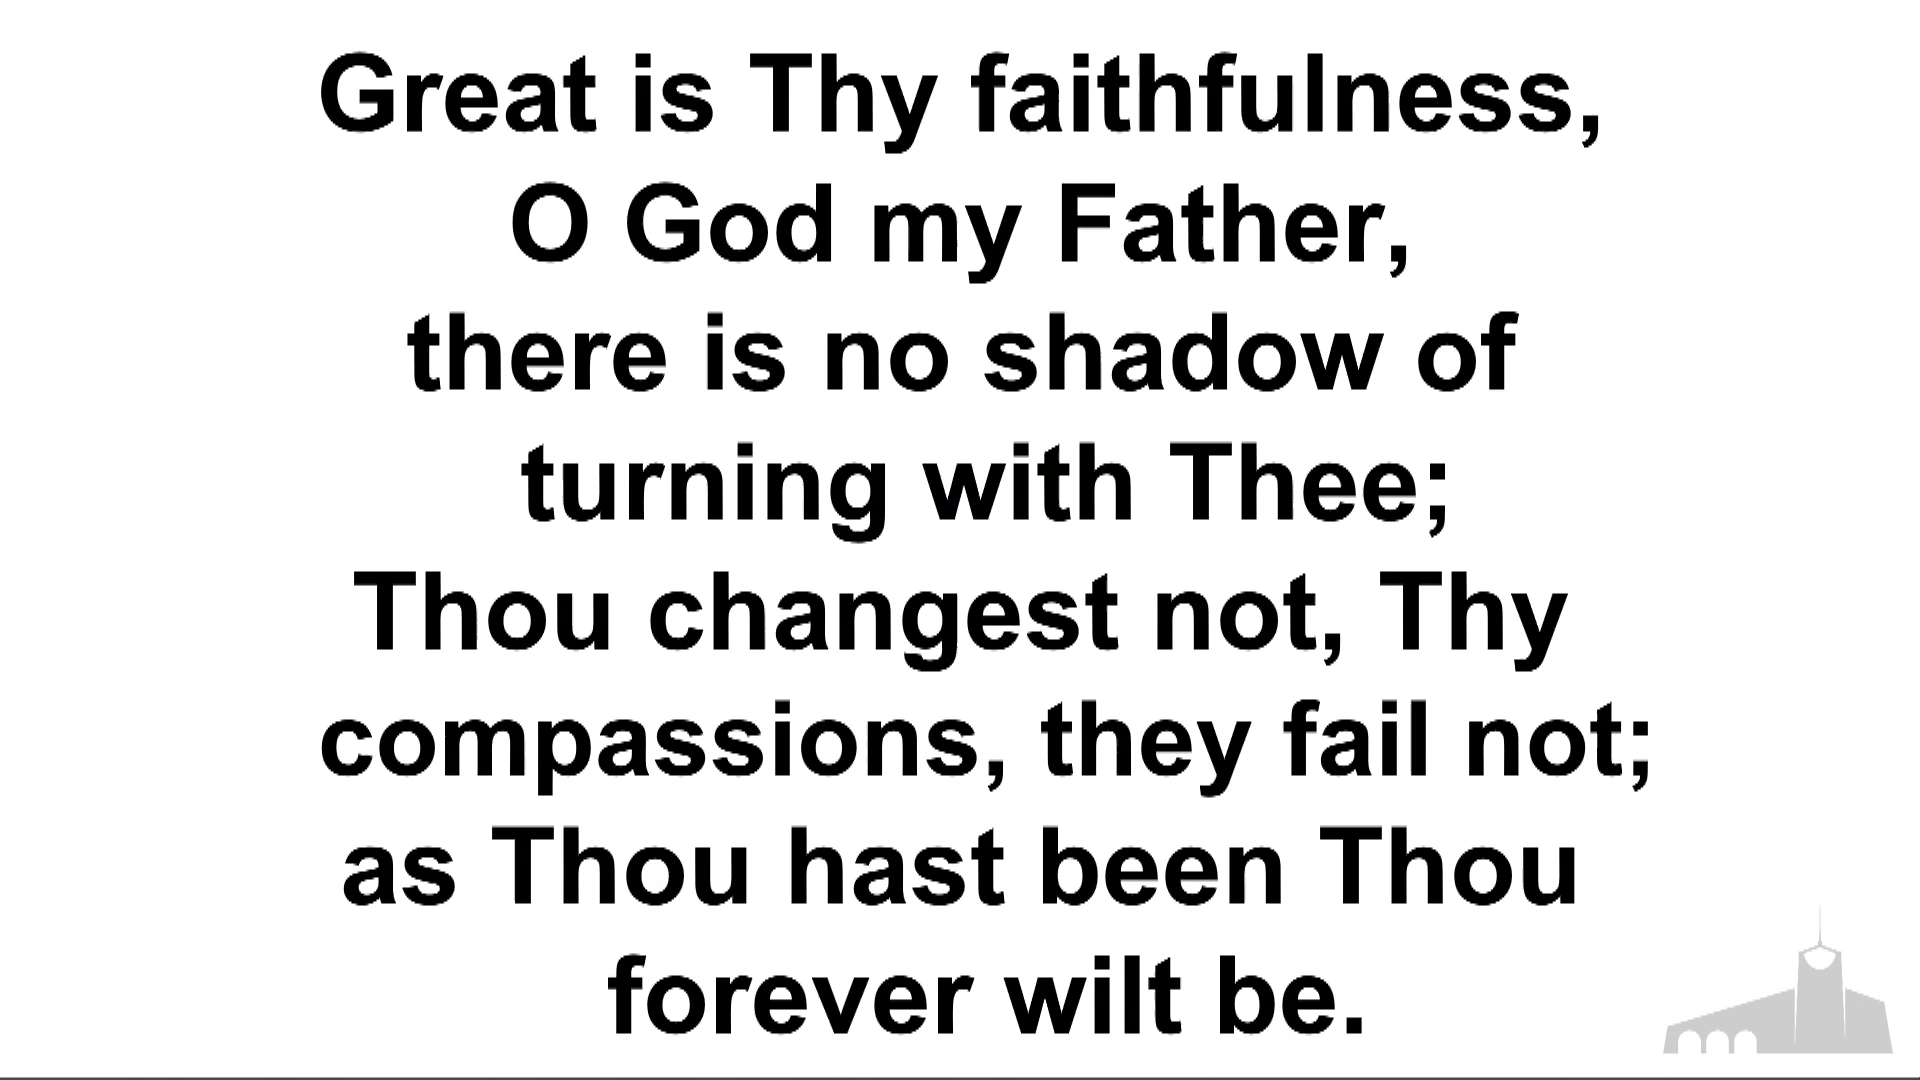 Great is Thy faithfulness,
O God my Father,
there is no shadow of
turning with Thee;
Thou changest not, Thy
compassions, they fail not;
as Thou hast been Thou
forever wilt be.